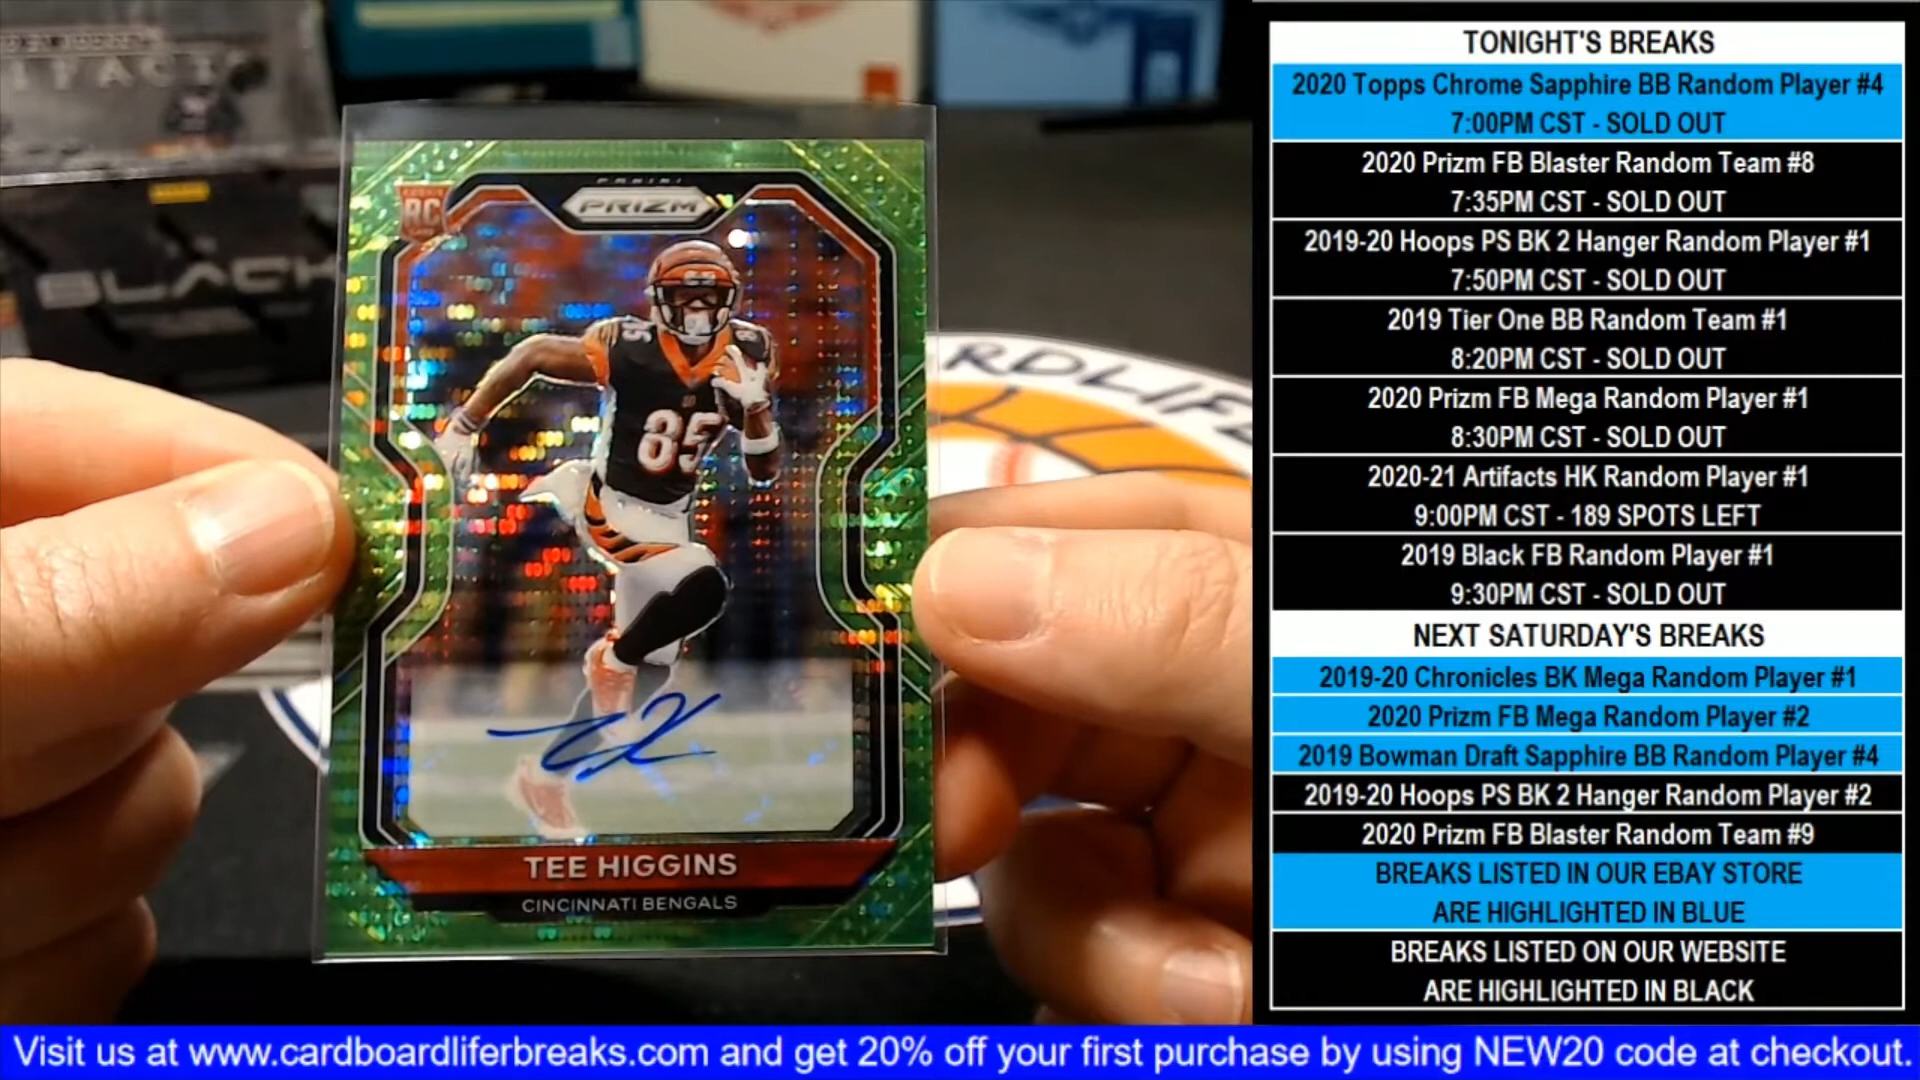 BLACK
RC
PANINI
PRIZM
85
85
TEE HIGGINS
CINCINNATI BENGALS
RDLIFE
TONIGHT'S BREAKS
2020 Topps Chrome Sapphire BB Random Player #4
7:00PM CST - SOLD OUT
2020 Prizm FB Blaster Random Team #8
7:35PM CST - SOLD OUT
2019-20 Hoops PS BK 2 Hanger Random Player #1
7:50PM CST - SOLD OUT
2019 Tier One BB Random Team #1
8:20PM CST - SOLD OUT
2020 Prizm FB Mega Random Player #1
8:30PM CST - SOLD OUT
2020-21 Artifacts HK Random Player #1
9:00PM CST - 189 SPOTS LEFT
2019 Black FB Random Player #1
9:30PM CST - SOLD OUT
NEXT SATURDAY'S BREAKS
2019-20 Chronicles BK Mega Random Player #1
2020 Prizm FB Mega Random Player #2
2019 Bowman Draft Sapphire BB Random Player #4
2019-20 Hoops PS BK 2 Hanger Random Player #2
2020 Prizm FB Blaster Random Team #9
BREAKS LISTED IN OUR EBAY STORE
ARE HIGHLIGHTED IN BLUE
BREAKS LISTED ON OUR WEBSITE
ARE HIGHLIGHTED IN BLACK
Visit us at www.cardboardliferbreaks.com and get 20% off your first purchase by using NEW20 code at checkout.